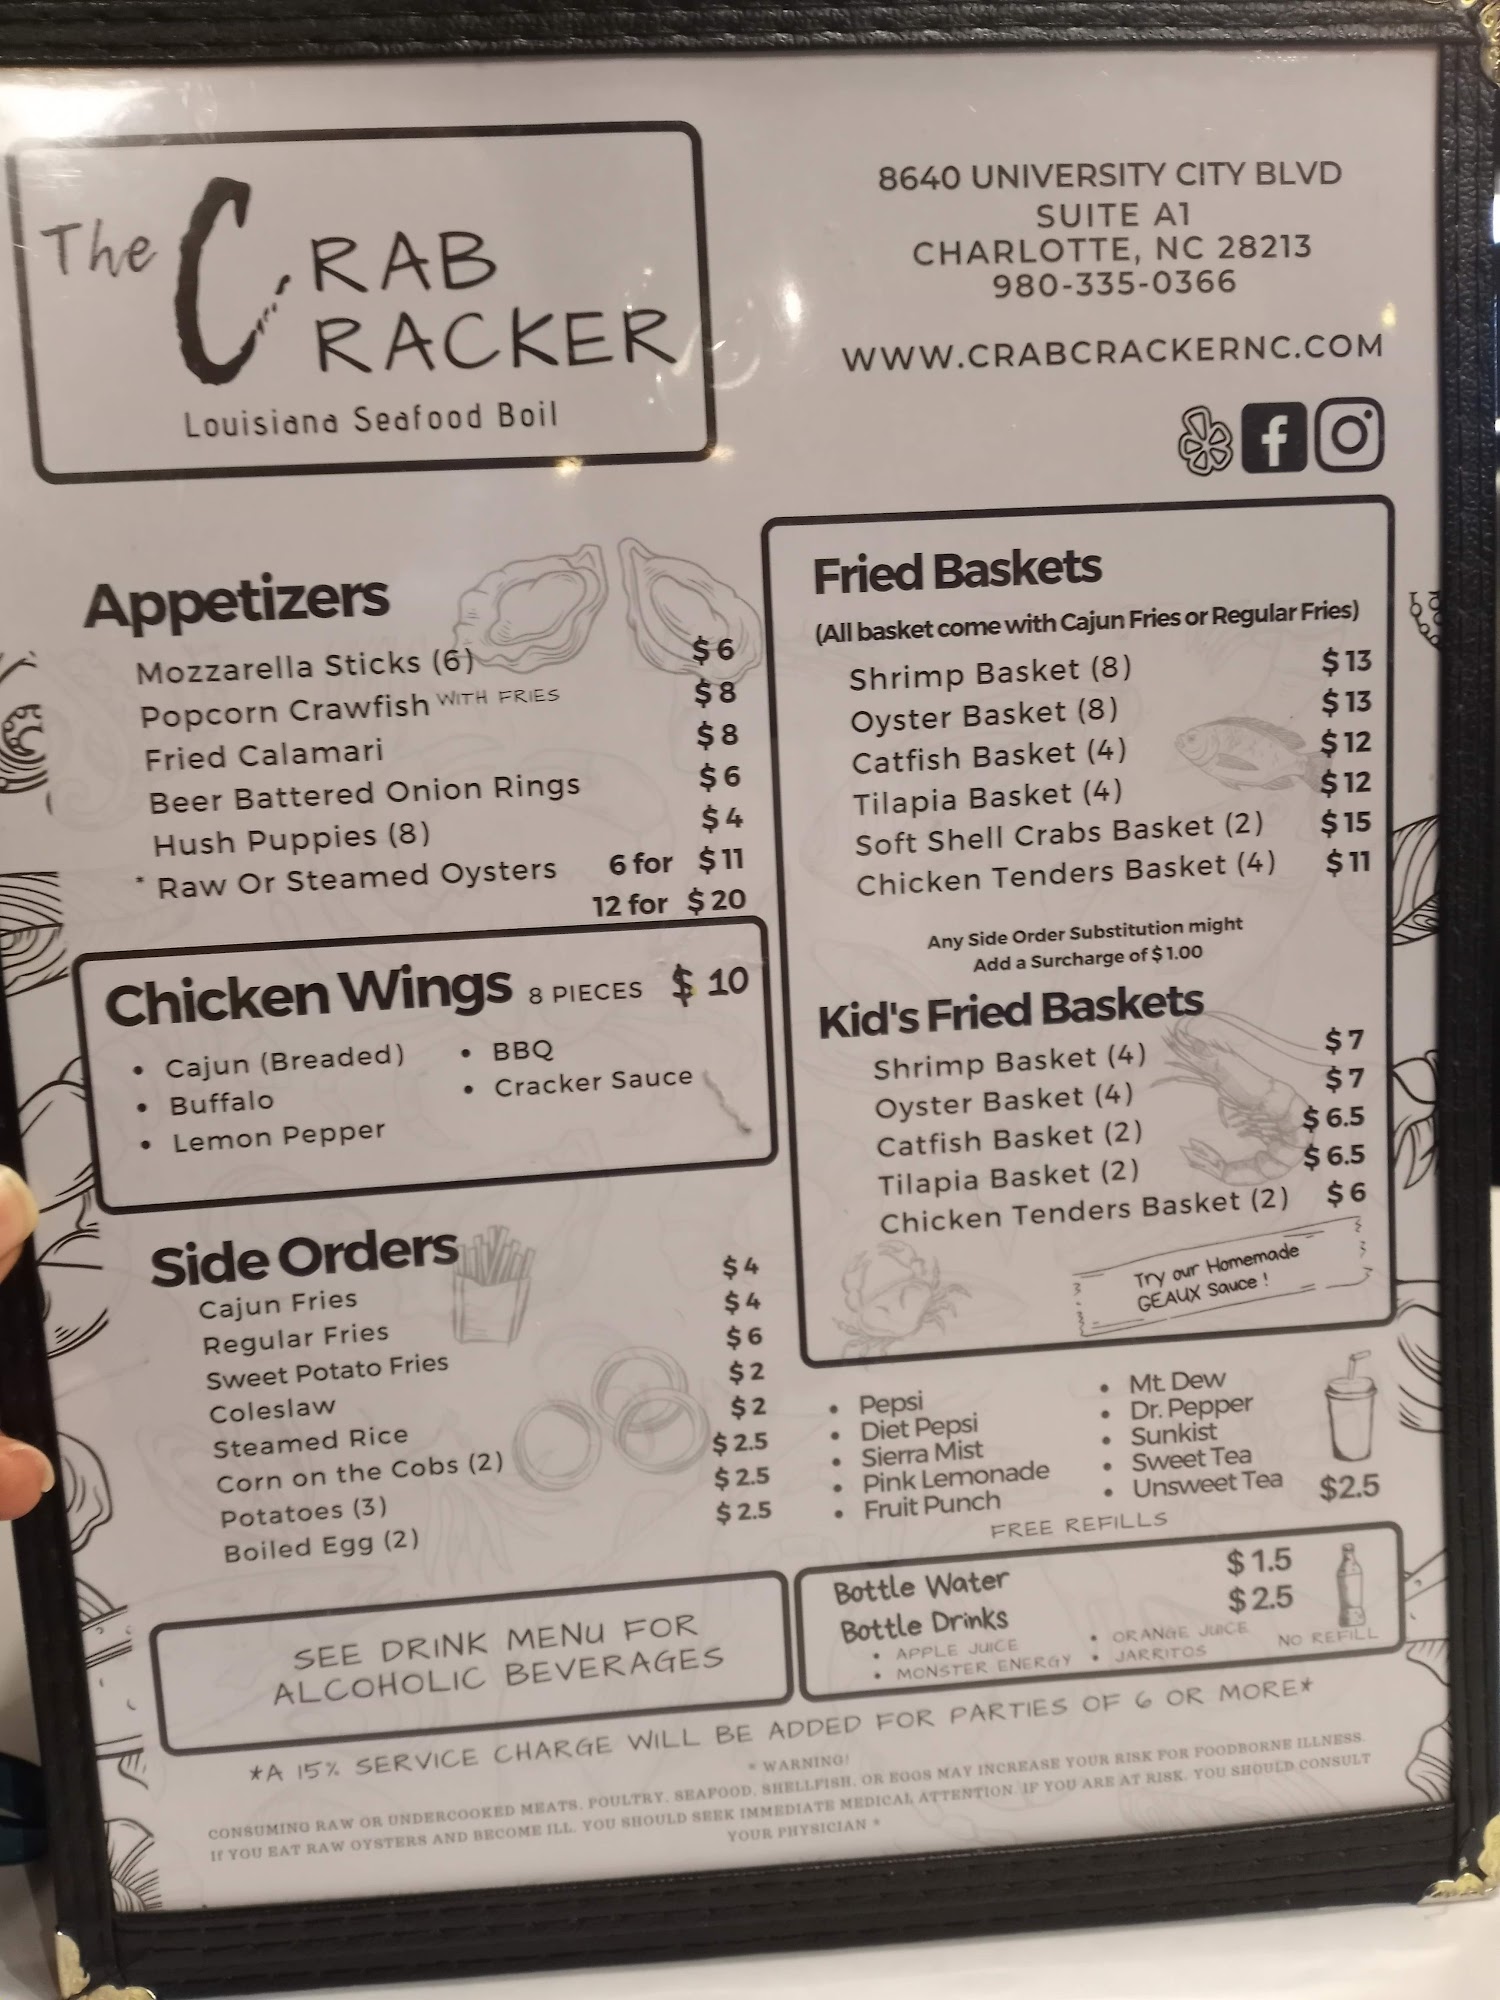 The CRAB
CRACKER
Louisiana Seafood Boil
8640 UNIVERSITY CITY BLVD
SUITE A1
CHARLOTTE, NC 28213
980-335-0366
WWW.CRABCRACKERNC.COM
f
Appetizers
Mozzarella Sticks (6) $6
Popcorn Crawfish WITH FRIES $8
Fried Calamari $8
Beer Battered Onion Rings $6
Hush Puppies (8) $4
* Raw Or Steamed Oysters 6 for $11
12 for $20
Chicken Wings 8 PIECES $10
• Cajun (Breaded)
• Buffalo
• Lemon Pepper
• BBQ
• Cracker Sauce
Side Orders
Cajun Fries $4
Regular Fries $4
Sweet Potato Fries $6
Coleslaw $2
Steamed Rice $2
Corn on the Cobs (2) $2.5
Potatoes (3) $2.5
Boiled Egg (2) $2.5
SEE DRINK MENU FOR
ALCOHOLIC BEVERAGES
Fried Baskets
(All basket come with Cajun Fries or Regular Fries)
Shrimp Basket (8) $13
Oyster Basket (8) $13
Catfish Basket (4) $12
Tilapia Basket (4) $12
Soft Shell Crabs Basket (2) $15
Chicken Tenders Basket (4) $11
Any Side Order Substitution might
Add a Surcharge of $1.00
Kid's Fried Baskets
Shrimp Basket (4) $7
Oyster Basket (4) $7
Catfish Basket (2) $6.5
Tilapia Basket (2) $6.5
Chicken Tenders Basket (2) $6
Try our Homemade
GEAUX Sauce !
• Pepsi
• Diet Pepsi
• Sierra Mist
• Pink Lemonade
• Fruit Punch
• Mt. Dew
• Dr. Pepper
• Sunkist
• Sweet Tea
• Unsweet Tea
$2.5
FREE REFILLS
Bottle Water $1.5
Bottle Drinks $2.5
• APPLE JUICE • ORANGE JUICE NO REFILL
• MONSTER ENERGY • JARRITOS
*A 15% SERVICE CHARGE WILL BE ADDED FOR PARTIES OF 6 OR MORE*
* WARNING!
CONSUMING RAW OR UNDERCOOKED MEATS, POULTRY, SEAFOOD, SHELLFISH, OR EGGS MAY INCREASE YOUR RISK FOR FOODBORNE ILLNESS.
If YOU EAT RAW OYSTERS AND BECOME ILL, YOU SHOULD SEEK IMMEDIATE MEDICAL ATTENTION. IF YOU ARE AT RISK, YOU SHOULD CONSULT
YOUR PHYSICIAN *